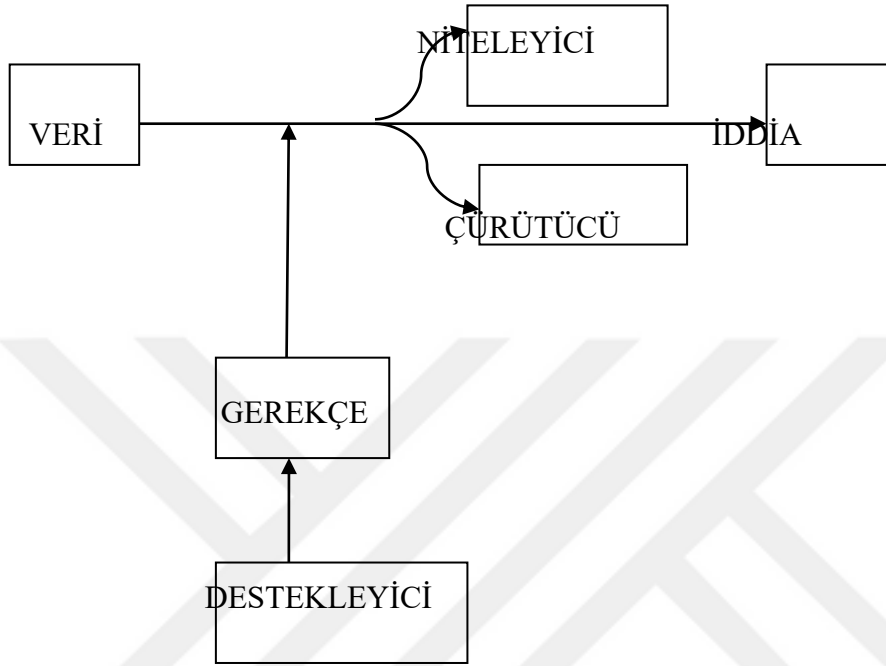 NİTELEYİCİ
VERİ
İDDİA
ÇÜRÜTÜCÜ
GEREKÇE
DESTEKLEYİCİ